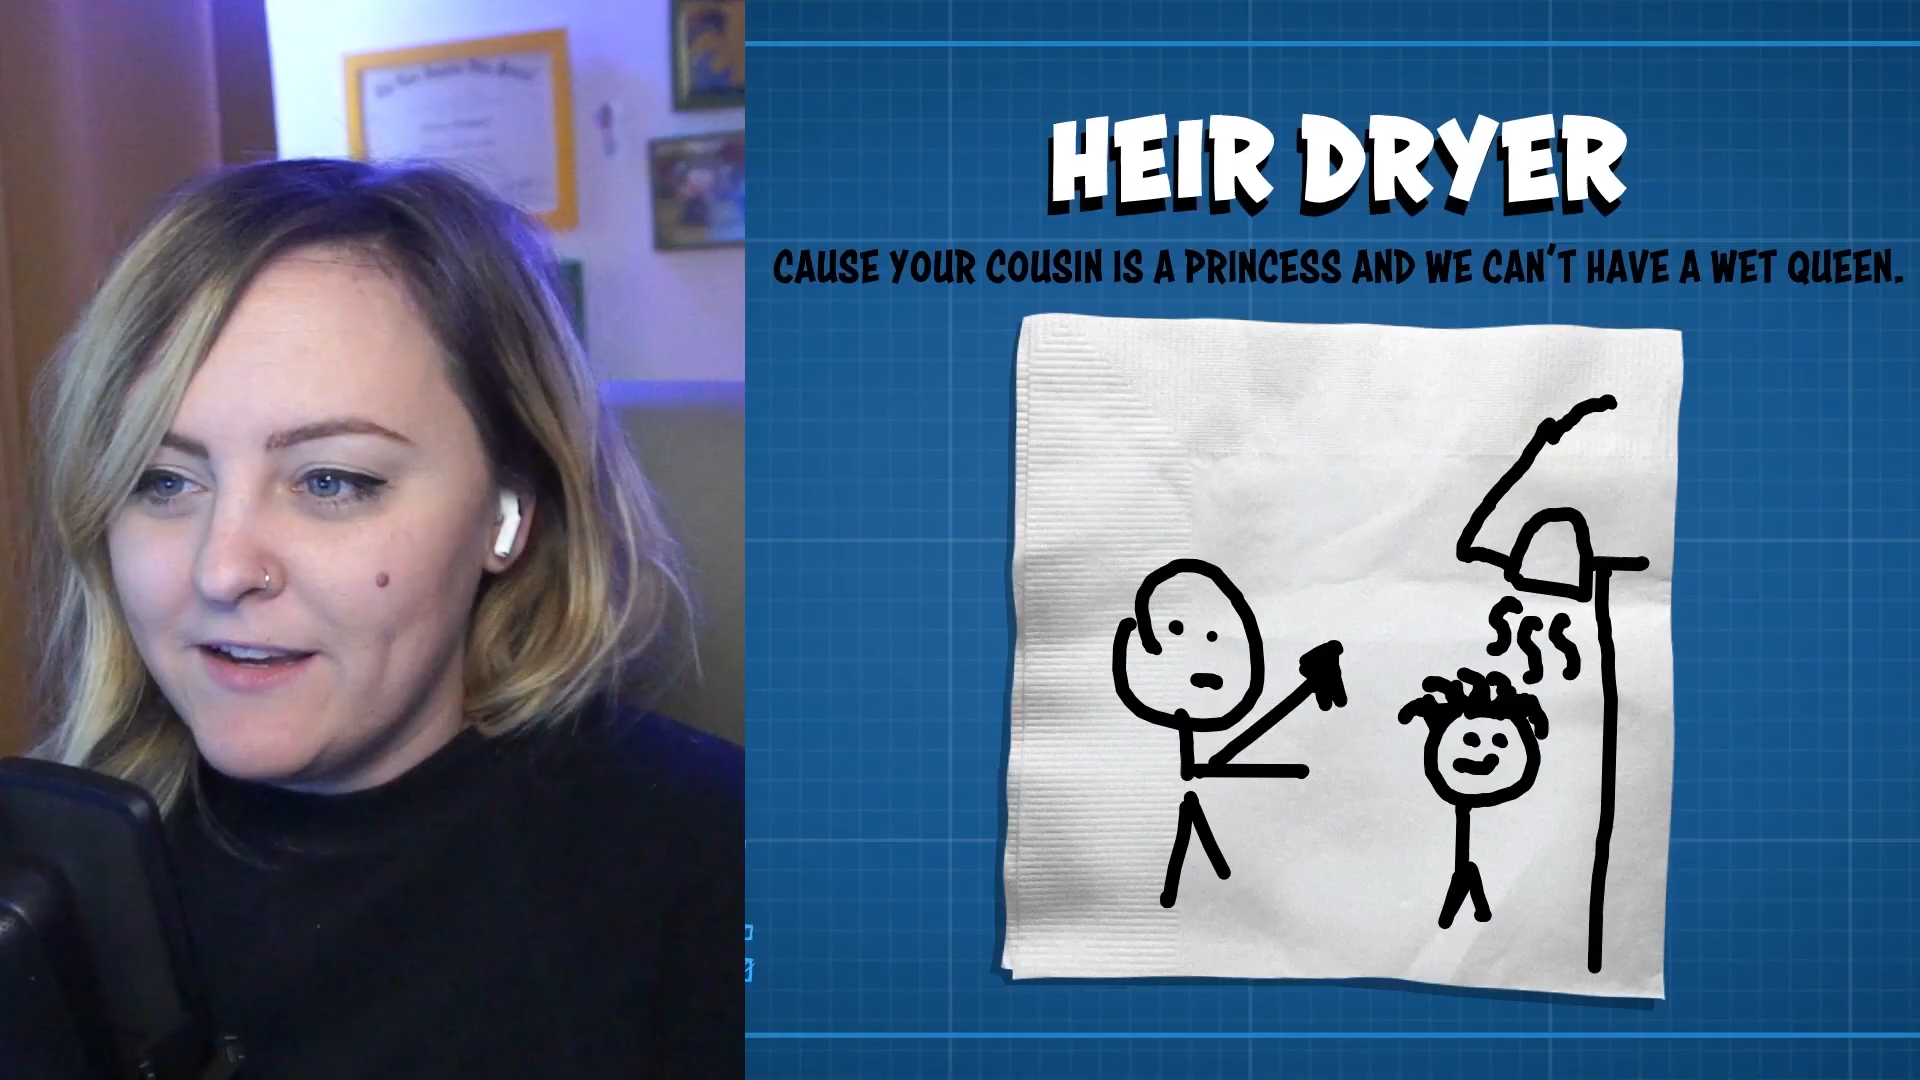 HEIR DRYER
CAUSE YOUR COUSIN IS A PRINCESS AND WE CAN'T HAVE A WET QUEEN.